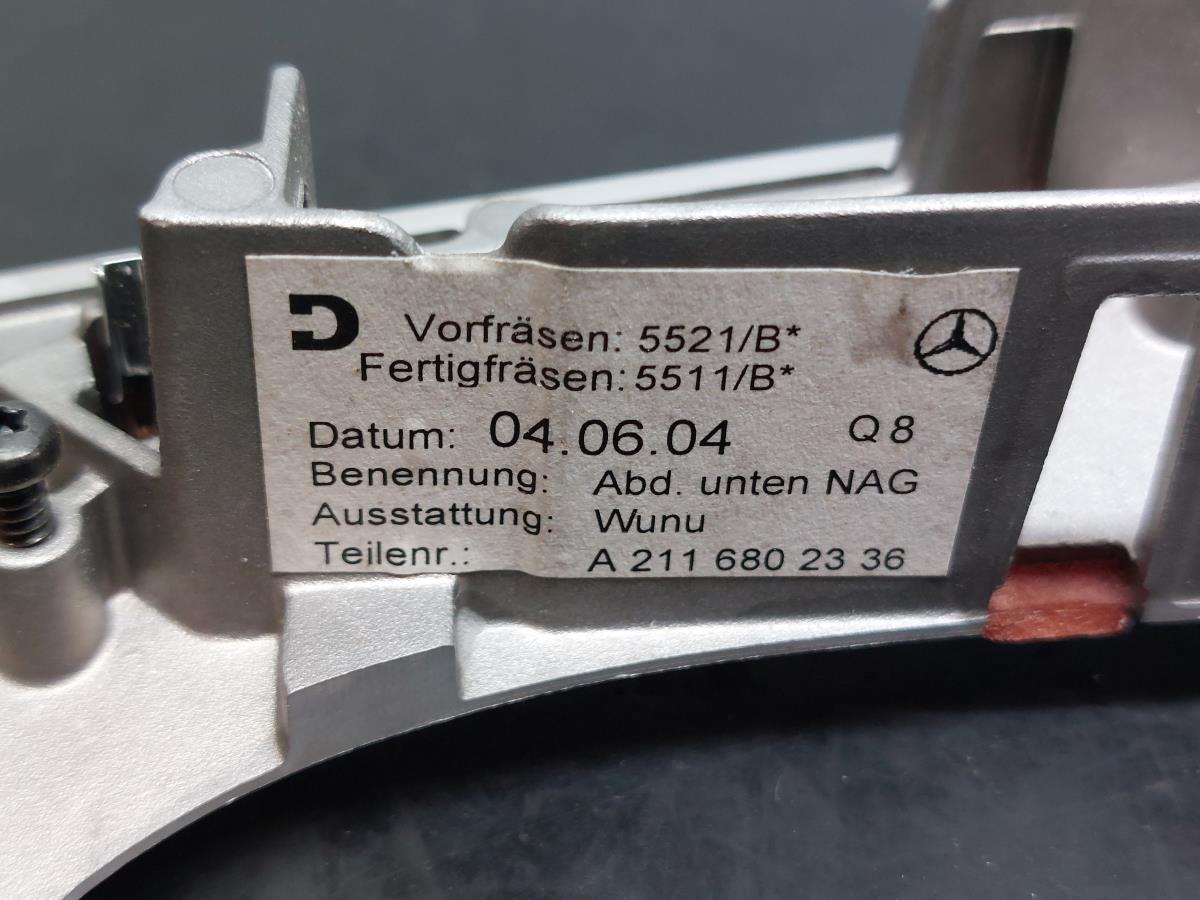 Vorfräsen: 5521/B*
Fertigfräsen: 5511/B*
Datum: 04.06.04 Q 8
Benennung: Abd. unten NAG
Ausstattung: Wunu
Teilenr.: A 211 680 23 36